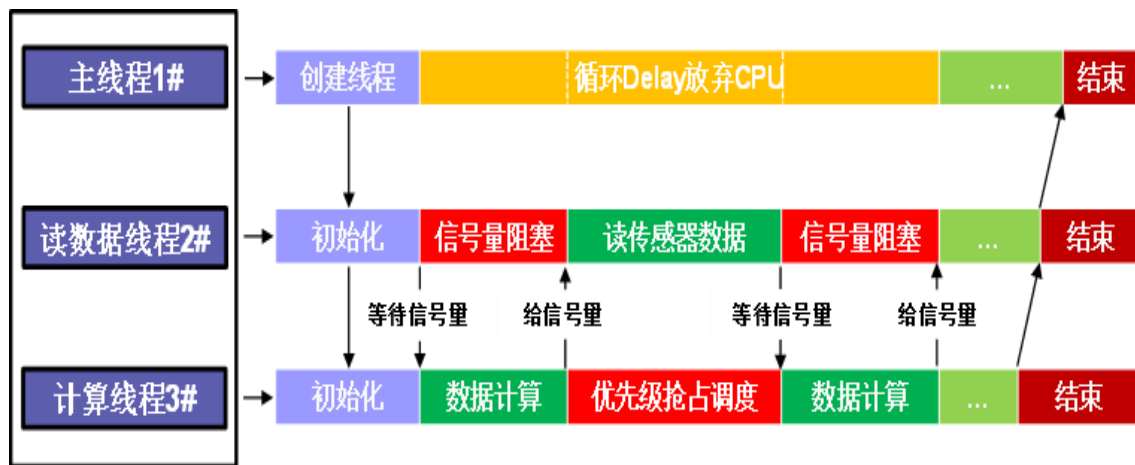 主线程1#
创建线程
循环Delay放弃CPU
...
结束
读数据线程2#
初始化
信号量阻塞
读传感器数据
信号量阻塞
...
结束
等待信号量
给信号量
等待信号量
给信号量
计算线程3#
初始化
数据计算
优先级抢占调度
数据计算
...
结束